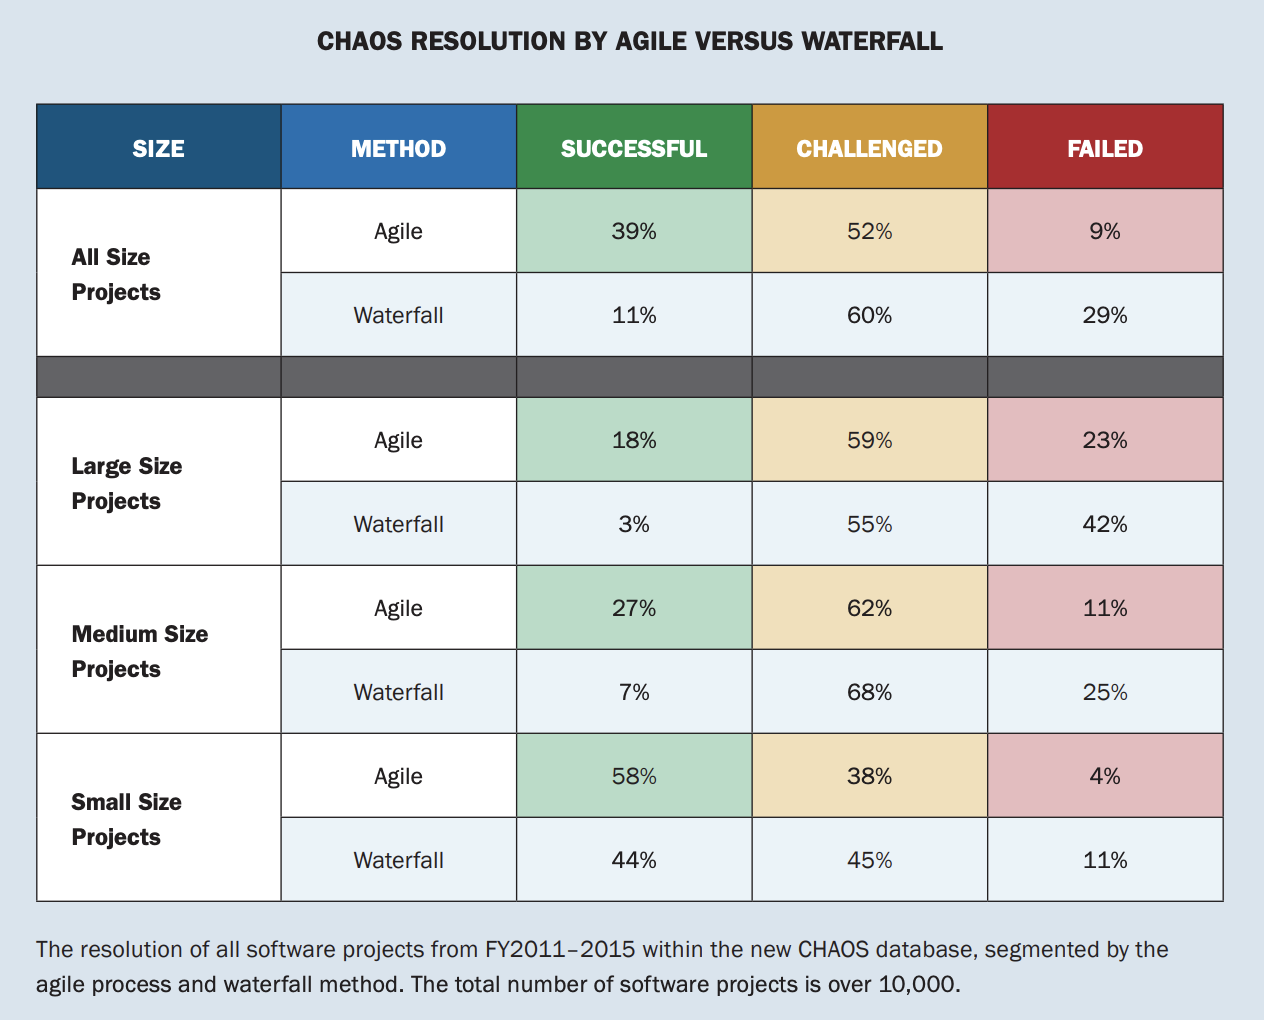 CHAOS RESOLUTION BY AGILE VERSUS WATERFALL
SIZE METHOD SUCCESSFUL CHALLENGED FAILED
All Size
Projects
Agile 39% 52% 9%
Waterfall 11% 60% 29%
Large Size
Projects
Agile 18% 59% 23%
Waterfall 3% 55% 42%
Medium Size
Projects
Agile 27% 62% 11%
Waterfall 7% 68% 25%
Small Size
Projects
Agile 58% 38% 4%
Waterfall 44% 45% 11%
The resolution of all software projects from FY2011–2015 within the new CHAOS database, segmented by the
agile process and waterfall method. The total number of software projects is over 10,000.